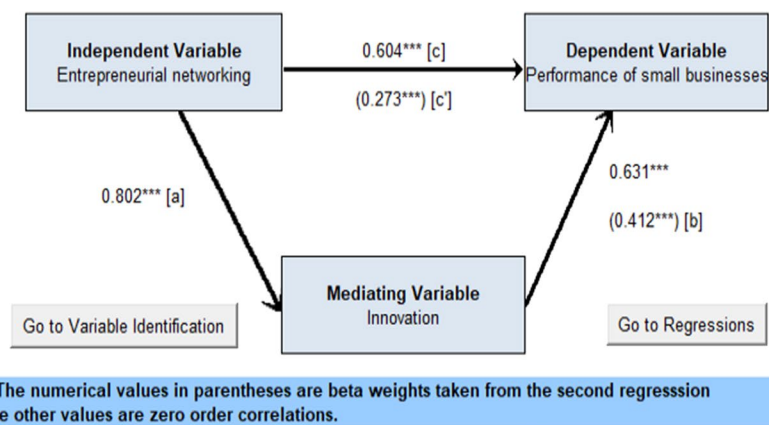 Independent Variable
Entrepreneurial networking
0.604*** [c]
(0.273***) [c']
Dependent Variable
Performance of small businesses
0.802*** [a]
0.631***
(0.412***) [b]
Mediating Variable
Innovation
Go to Variable Identification
Go to Regressions
The numerical values in parentheses are beta weights taken from the second regresssion
other values are zero order correlations.